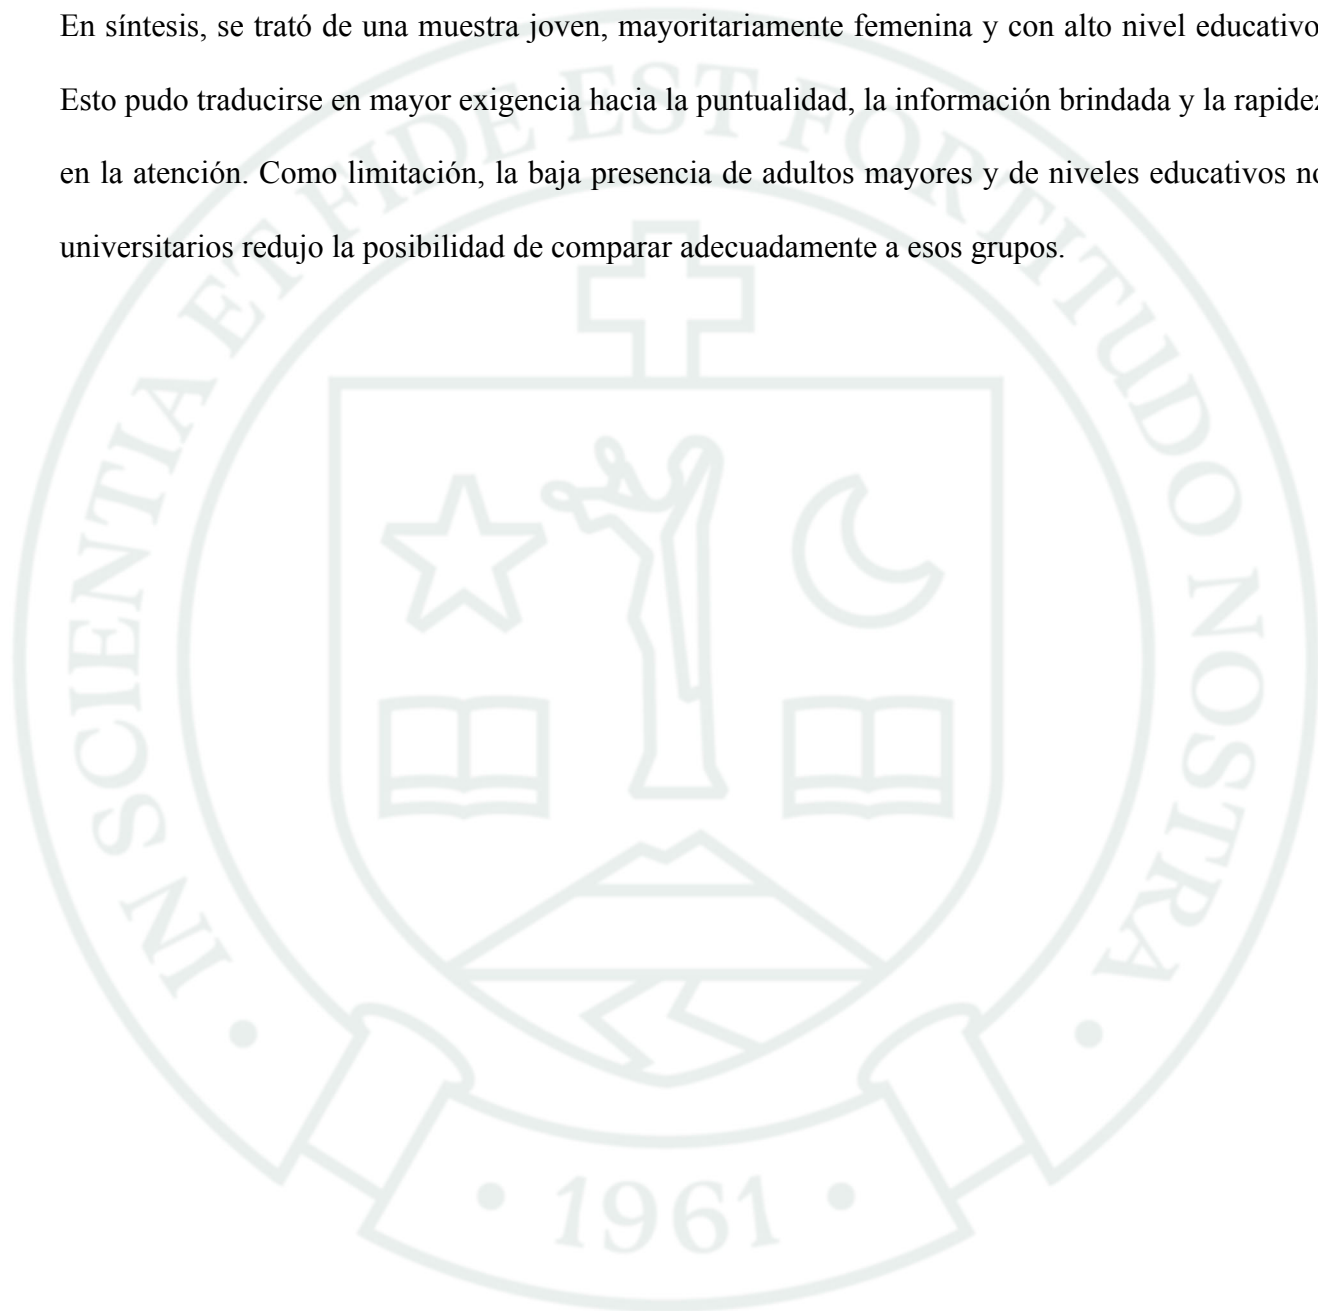 En síntesis, se trató de una muestra joven, mayoritariamente femenina y con alto nivel educativo
Esto pudo traducirse en mayor exigencia hacia la puntualidad, la información brindada y la rapidez
en la atención. Como limitación, la baja presencia de adultos mayores y de niveles educativos no
universitarios redujo la posibilidad de comparar adecuadamente a esos grupos.
IN SCIENTIA ET FIDE EST FORTITUDO NOSTRA
• 1961 •